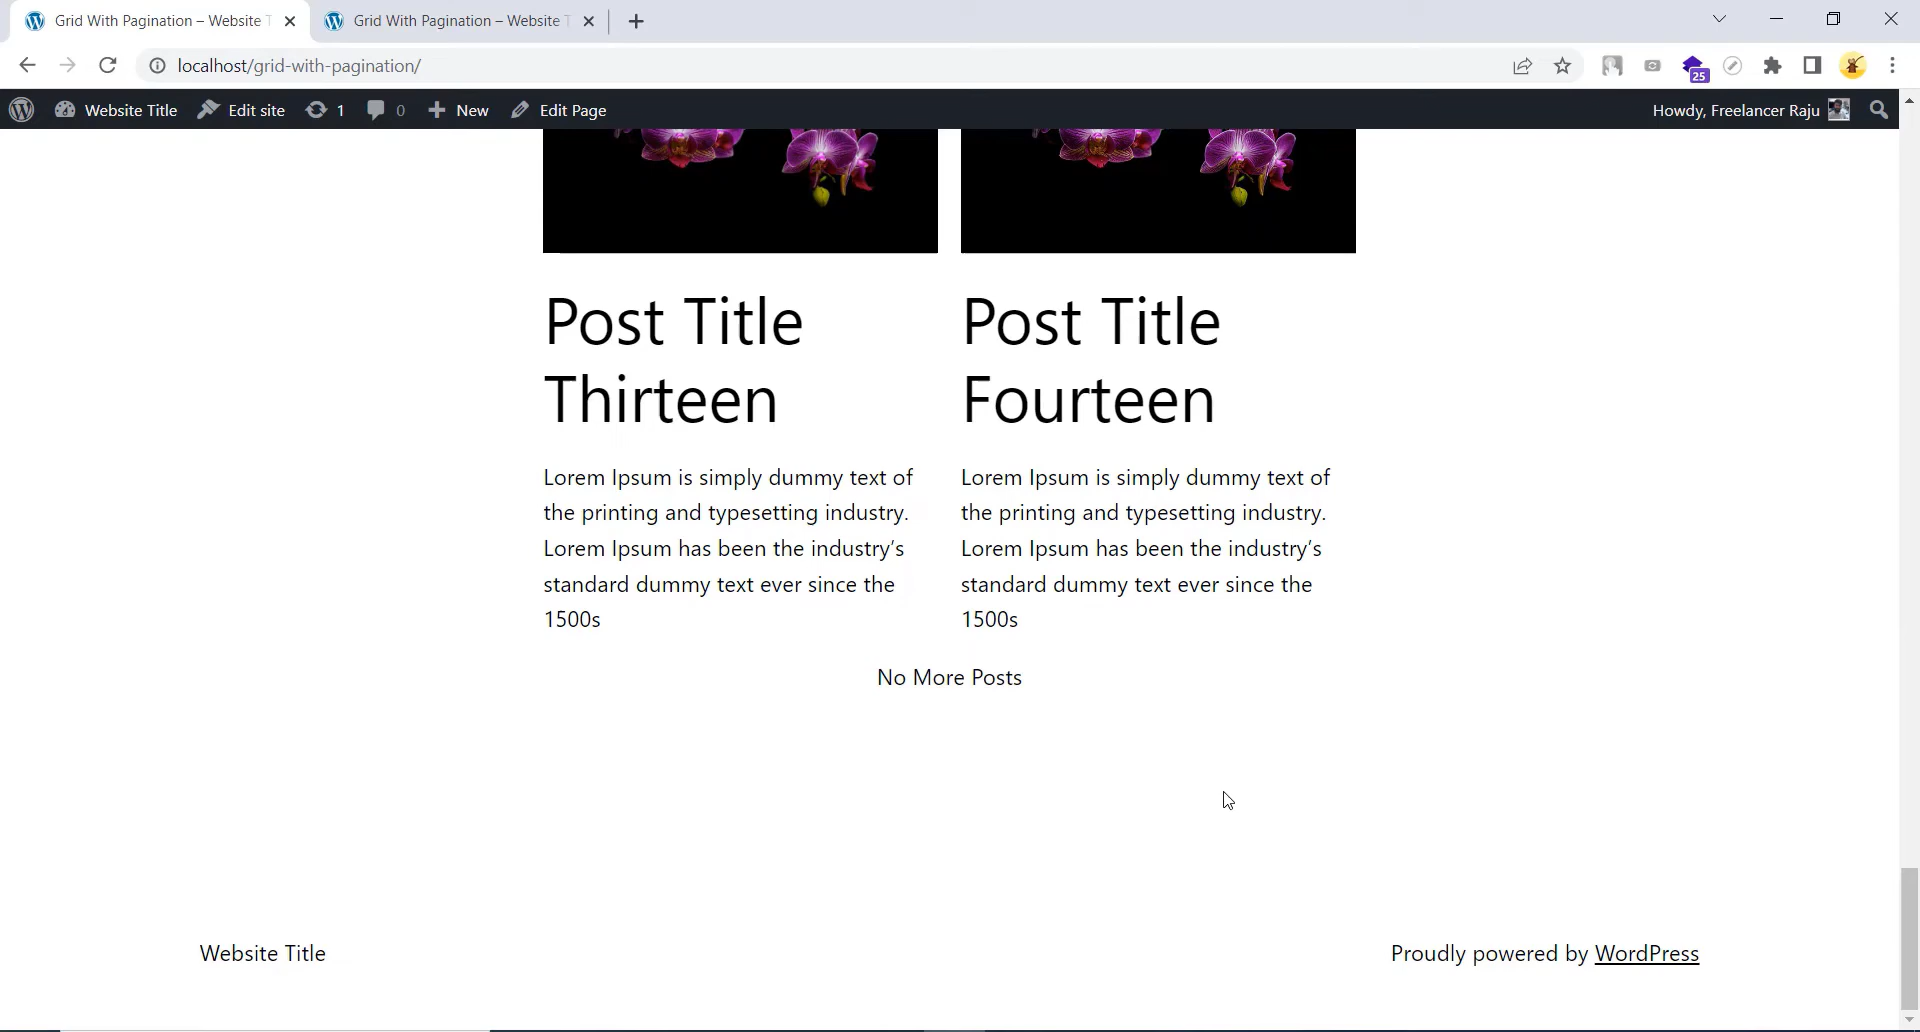 Grid With Pagination – Website T
Grid With Pagination – Website T
localhost/grid-with-pagination/
25
Website Title
Edit site
1
0
New
Edit Page
Howdy, Freelancer Raju
Post Title
Thirteen
Lorem Ipsum is simply dummy text of
the printing and typesetting industry.
Lorem Ipsum has been the industry’s
standard dummy text ever since the
1500s
Post Title
Fourteen
Lorem Ipsum is simply dummy text of
the printing and typesetting industry.
Lorem Ipsum has been the industry’s
standard dummy text ever since the
1500s
No More Posts
Website Title
Proudly powered by WordPress